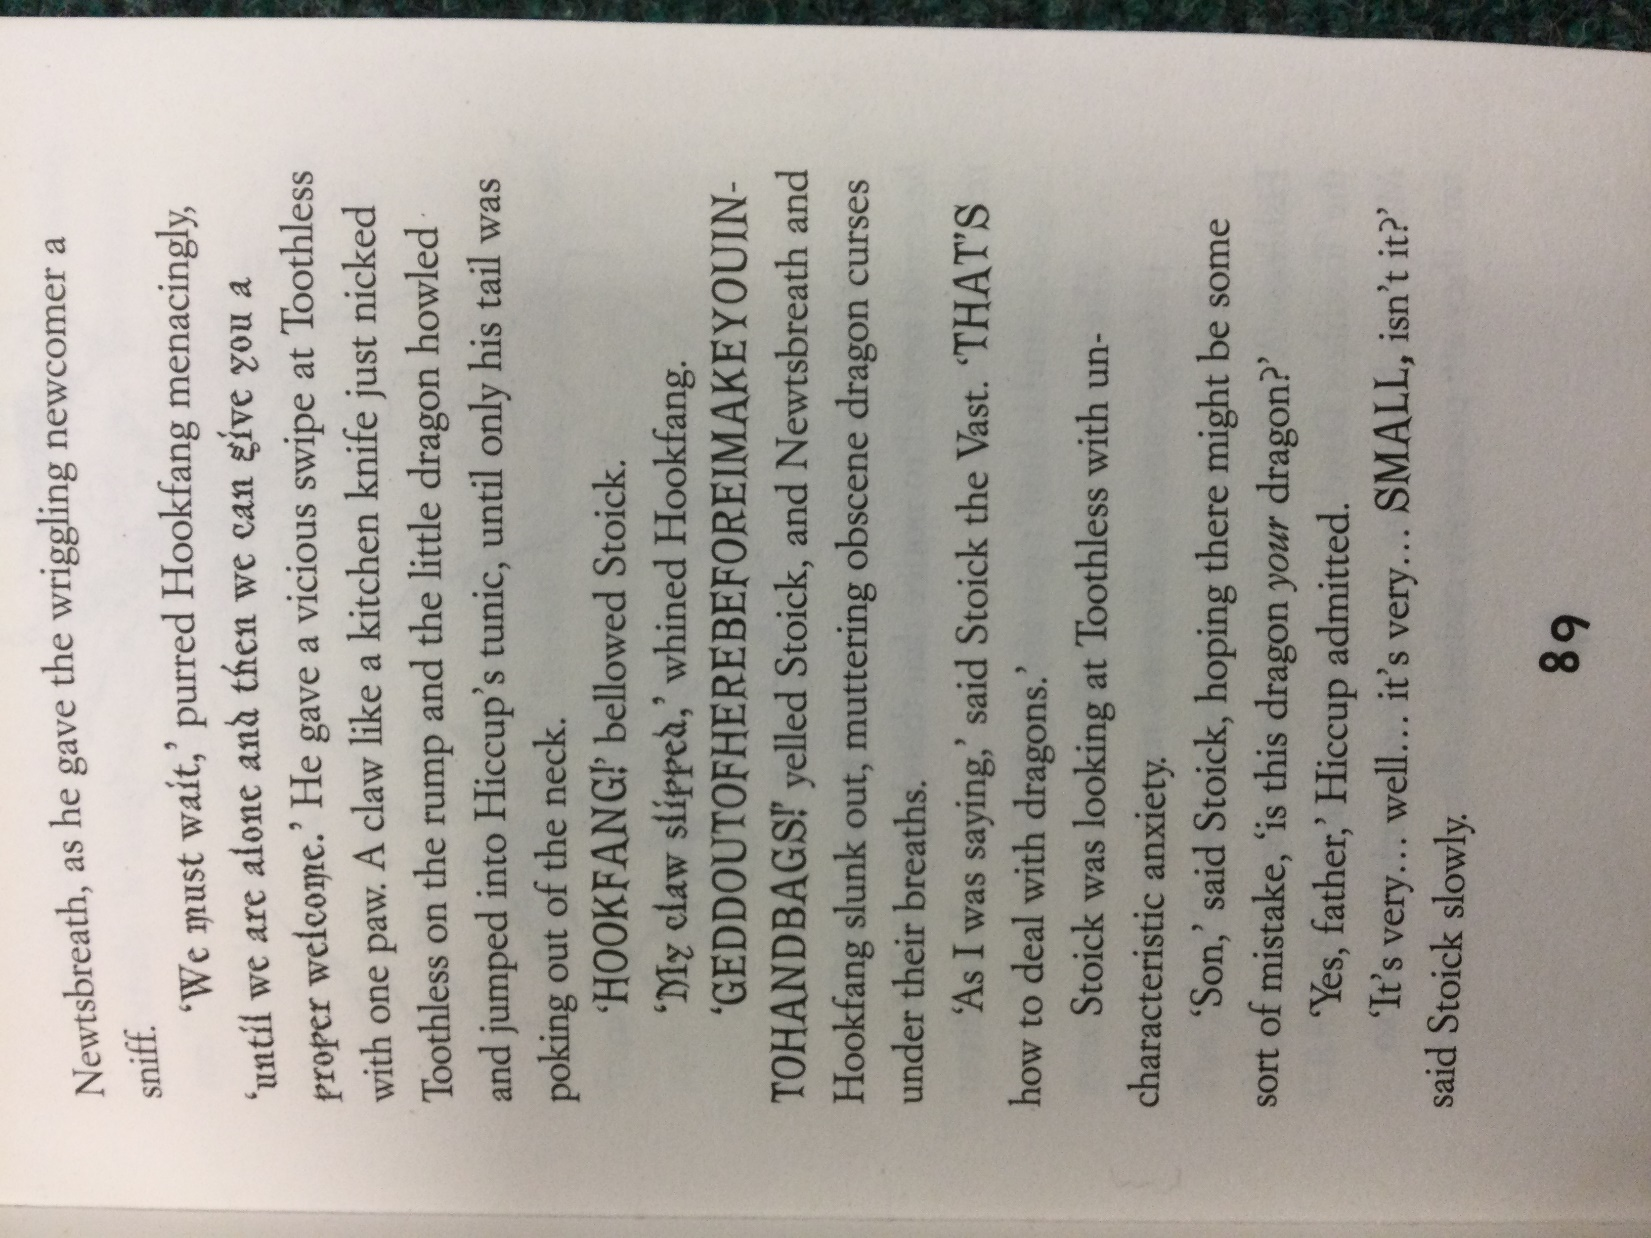 Newtsbreath, as he gave the wriggling newcomer a
sniff.
‘We must wait,’ purred Hookfang menacingly,
‘until we are alone and then we can give you a
proper welcome.’ He gave a vicious swipe at Toothless
with one paw. A claw like a kitchen knife just nicked
Toothless on the rump and the little dragon howled
and jumped into Hiccup’s tunic, until only his tail was
poking out of the neck.
‘HOOKFANG!’ bellowed Stoick.
‘My claw slipped,’ whined Hookfang.
‘GEDDOUTOFHEREBEFOREIMAKEYOUIN-
TOHANDBAGS!’ yelled Stoick, and Newtsbreath and
Hookfang slunk out, muttering obscene dragon curses
under their breaths.
‘As I was saying,’ said Stoick the Vast. ‘THAT’S
how to deal with dragons.’
Stoick was looking at Toothless with un-
characteristic anxiety.
‘Son,’ said Stoick, hoping there might be some
sort of mistake, ‘is this dragon your dragon?’
‘Yes, father,’ Hiccup admitted.
‘It’s very... well... it’s very... SMALL, isn’t it?’
said Stoick slowly.
89